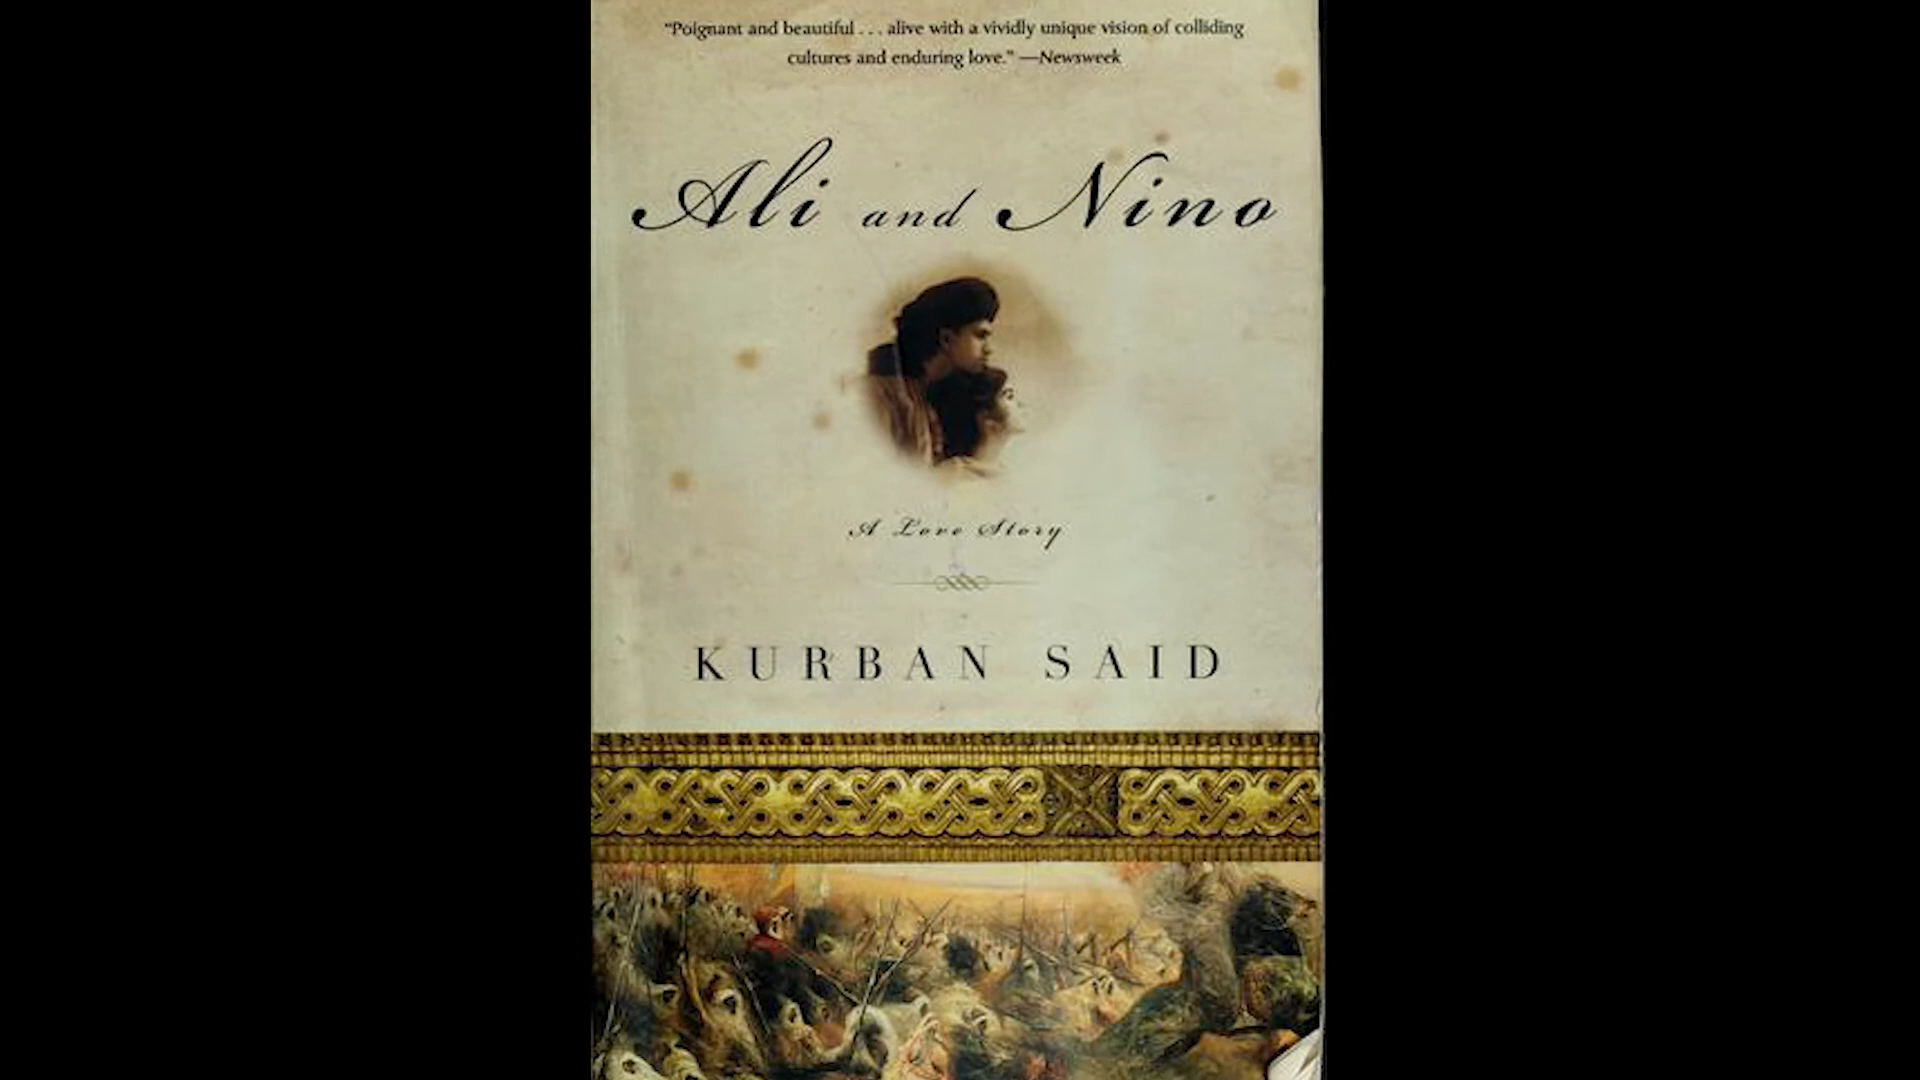 “Poignant and beautiful . . . alive with a vividly unique vision of colliding
cultures and enduring love.” —Newsweek
Ali and Nino
A Love Story
KURBAN SAID